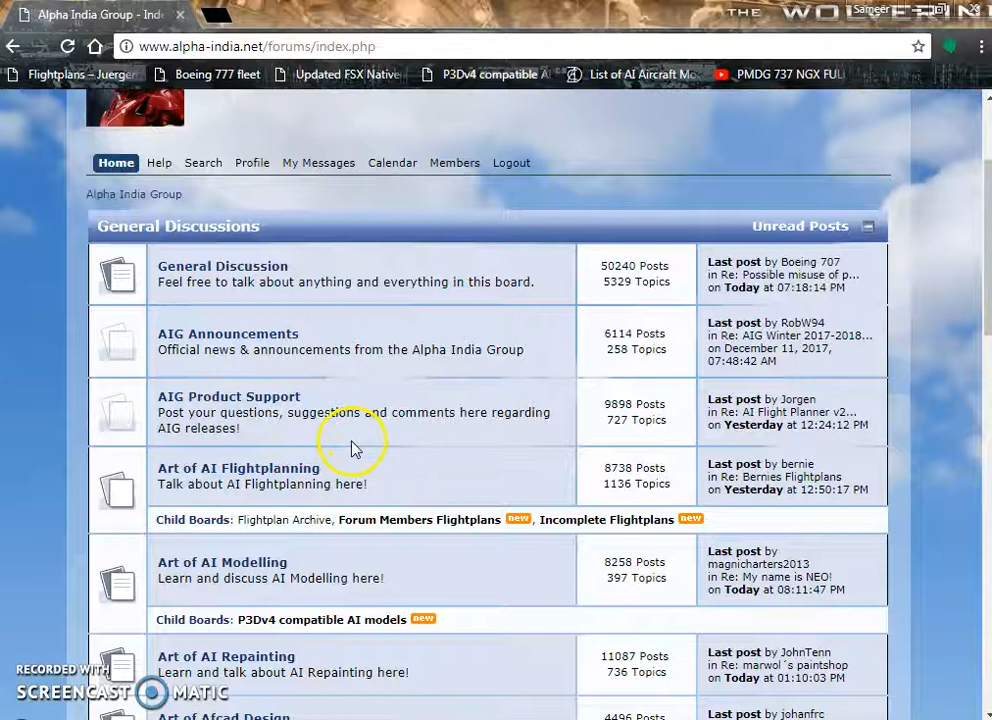 Alpha India Group - Inde
THE WOLVERINE
Sameer
www.alpha-india.net/forums/index.php
Flightplans – Juergen
Boeing 777 fleet
Updated FSX Native
P3Dv4 compatible A
List of AI Aircraft Mo
PMDG 737 NGX FUL
Home Help Search Profile My Messages Calendar Members Logout
Alpha India Group
General Discussions
Unread Posts
General Discussion
Feel free to talk about anything and everything in this board.
50240 Posts
5329 Topics
Last post by Boeing 707
in Re: Possible misuse of p...
on Today at 07:18:14 PM
AIG Announcements
Official news & announcements from the Alpha India Group
6114 Posts
258 Topics
Last post by RobW94
in Re: AIG Winter 2017-2018...
on December 11, 2017,
07:48:42 AM
AIG Product Support
Post your questions, suggestions and comments here regarding
AIG releases!
9898 Posts
727 Topics
Last post by Jorgen
in Re: AI Flight Planner v2...
on Yesterday at 12:24:12 PM
Art of AI Flightplanning
Talk about AI Flightplanning here!
8738 Posts
1136 Topics
Last post by bernie
in Re: Bernies Flightplans
on Yesterday at 12:50:17 PM
Child Boards: Flightplan Archive, Forum Members Flightplans new , Incomplete Flightplans new
Art of AI Modelling
Learn and discuss AI Modelling here!
8258 Posts
397 Topics
Last post by
magnicharters2013
in Re: My name is NEO!
on Today at 08:11:47 PM
Child Boards: P3Dv4 compatible AI models new
Art of AI Repainting
Learn and talk about AI Repainting here!
11087 Posts
736 Topics
Last post by JohnTenn
in Re: marwol´s paintshop
on Today at 01:10:03 PM
Art of Afcad Design
4496 Posts
Last post by johanfrc
RECORDED WITH
SCREENCAST MATIC